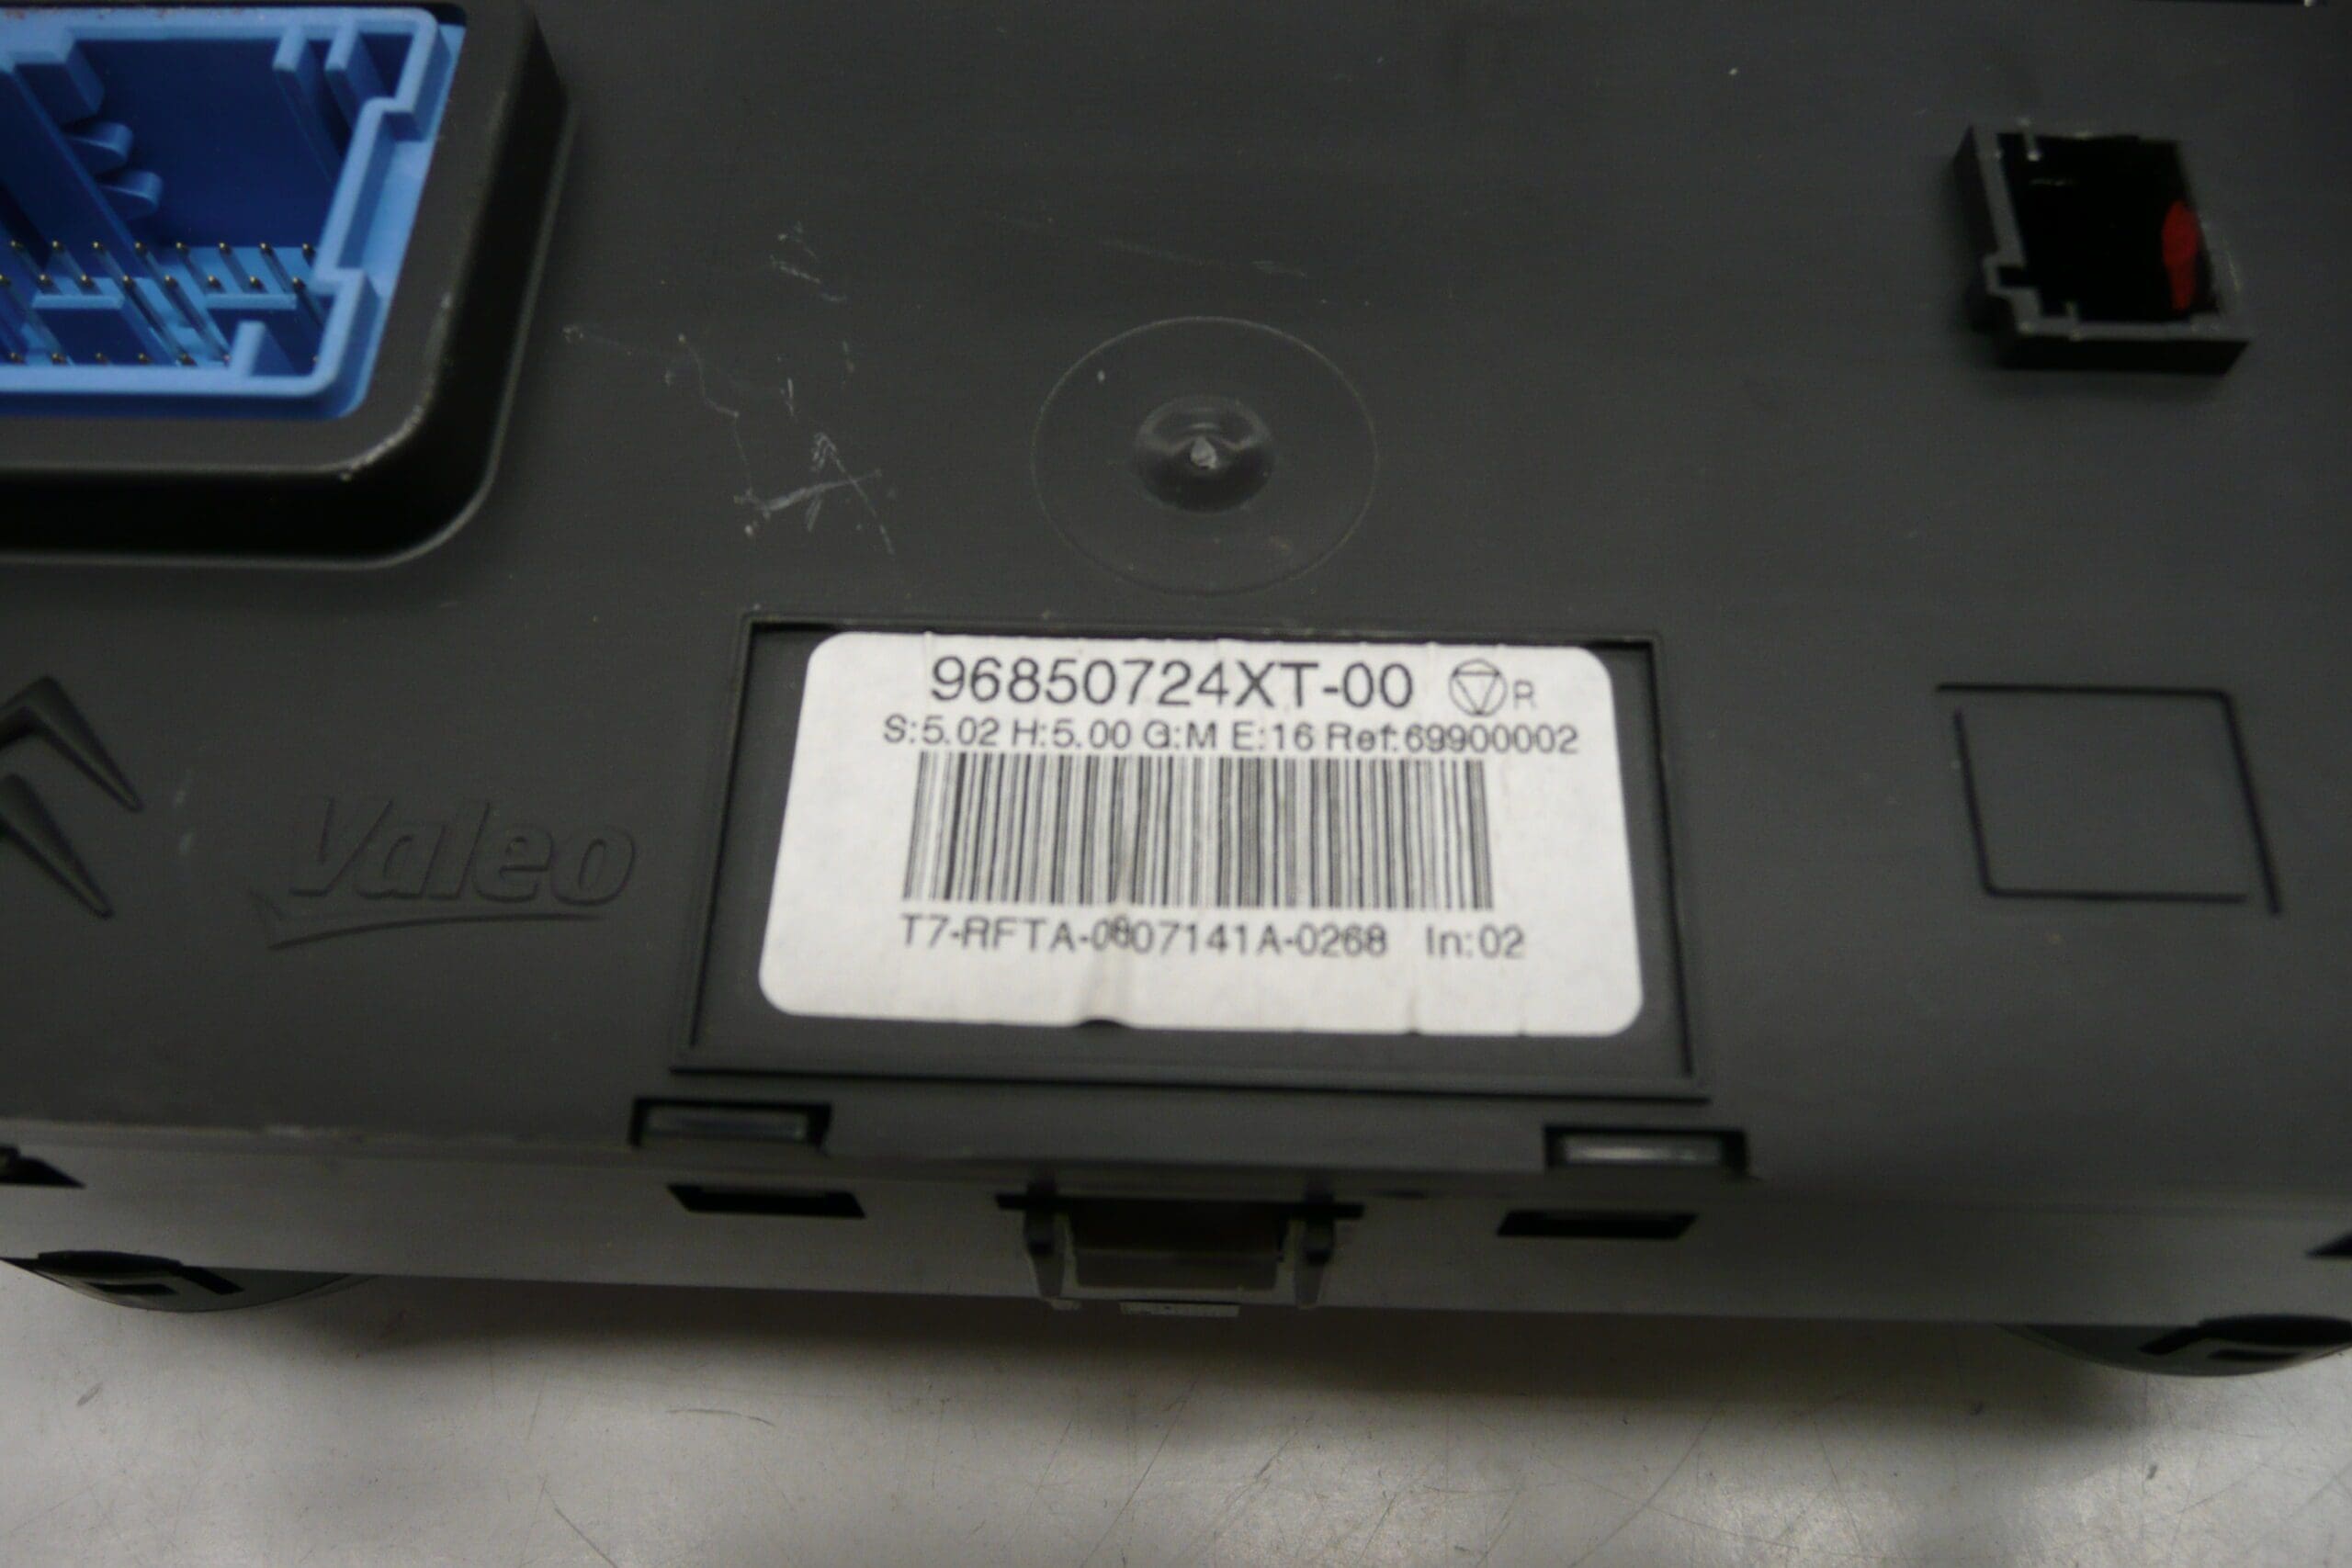 96850724XT-00 R
S:5.02 H:5.00 G:M E:16 Ref:69900002
T7-RFTA-0807141A-0268 In:02
Valeo